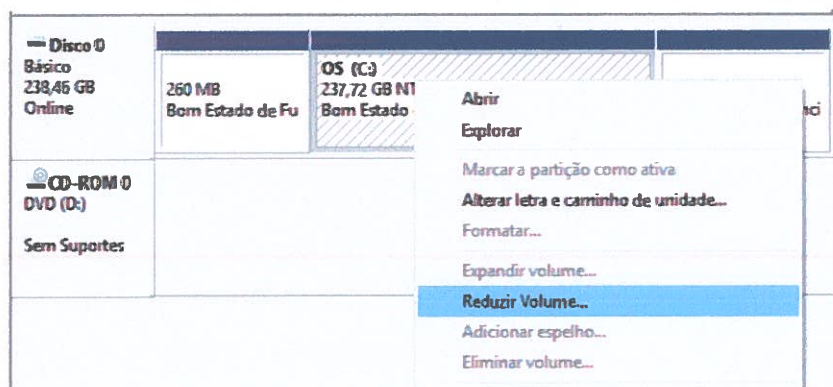 Disco 0
Básico
238,46 GB
Online
260 MB
Bom Estado de Fu
OS (C:)
237,72 GB NT
Bom Estado
nci
CD-ROM 0
DVD (D:)
Sem Suportes
Abrir
Explorar
Marcar a partição como ativa
Alterar letra e caminho de unidade...
Formatar...
Expandir volume...
Reduzir Volume...
Adicionar espelho...
Eliminar volume...